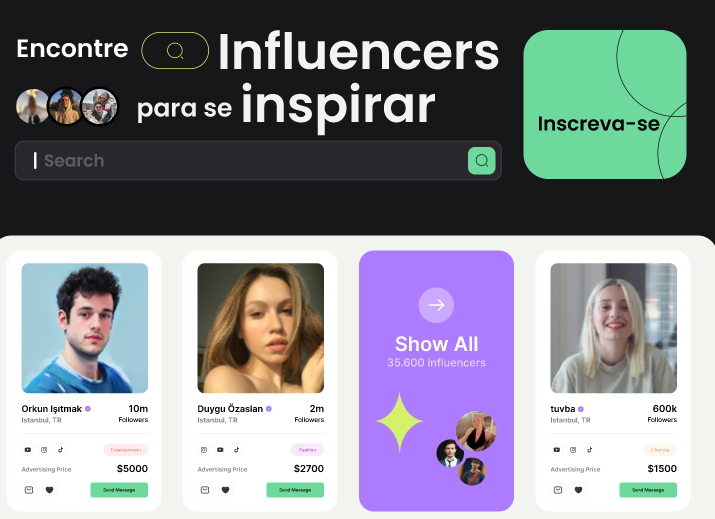 Encontre Influencers
para se inspirar
Search
Inscreva-se
Orkun Işıtmak 10m
Istanbul, TR Followers
Entertainment
Advertising Price $5000
Send Message
Duygu Özaslan 2m
Istanbul, TR Followers
Fashion
Advertising Price $2700
Send Message
Show All
35.600 influencers
tuvba 600k
Istanbul, TR Followers
Lifestyle
Advertising Price $1500
Send Message